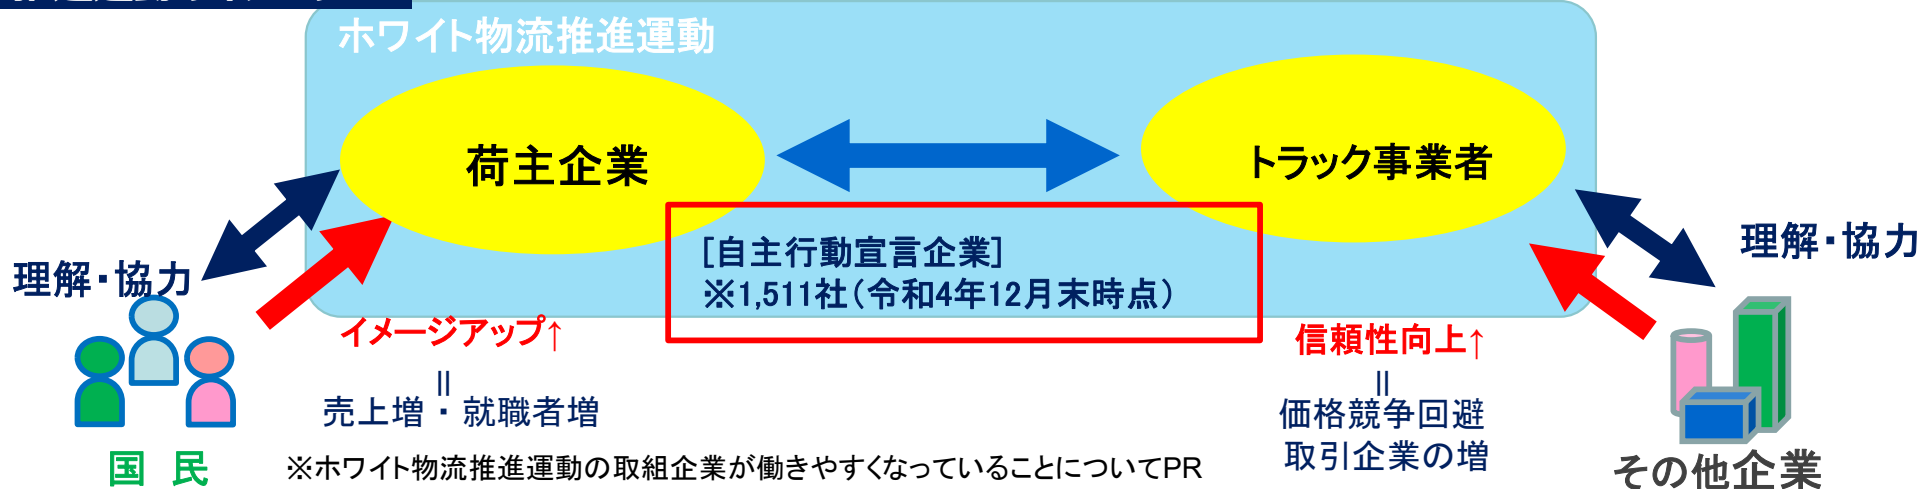 ホワイト物流推進運動
荷主企業
トラック事業者
[自主行動宣言企業]
※1,511社(令和4年12月末時点)
理解・協力
理解・協力
イメージアップ↑
||
売上増・就職者増
信頼性向上↑
||
価格競争回避
取引企業の増
国 民
※ホワイト物流推進運動の取組企業が働きやすくなっていることについてPR
その他企業